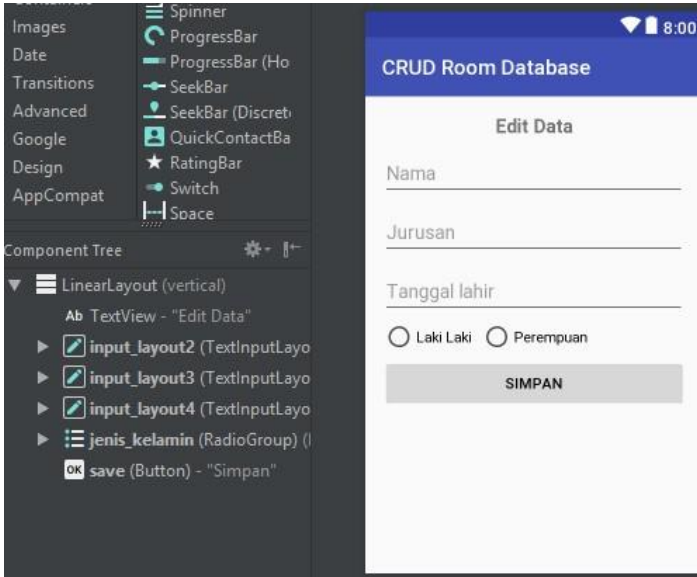 Images
Date
Transitions
Advanced
Google
Design
AppCompat
Spinner
ProgressBar
ProgressBar (Ho
SeekBar
SeekBar (Discret
QuickContactBa
RatingBar
Switch
Space
Component Tree
LinearLayout (vertical)
Ab TextView - "Edit Data"
input_layout2 (TextInputLayo
input_layout3 (TextInputLayo
input_layout4 (TextInputLayo
jenis_kelamin (RadioGroup) (
OK save (Button) - "Simpan"
8:00
CRUD Room Database
Edit Data
Nama
Jurusan
Tanggal lahir
Laki Laki Perempuan
SIMPAN